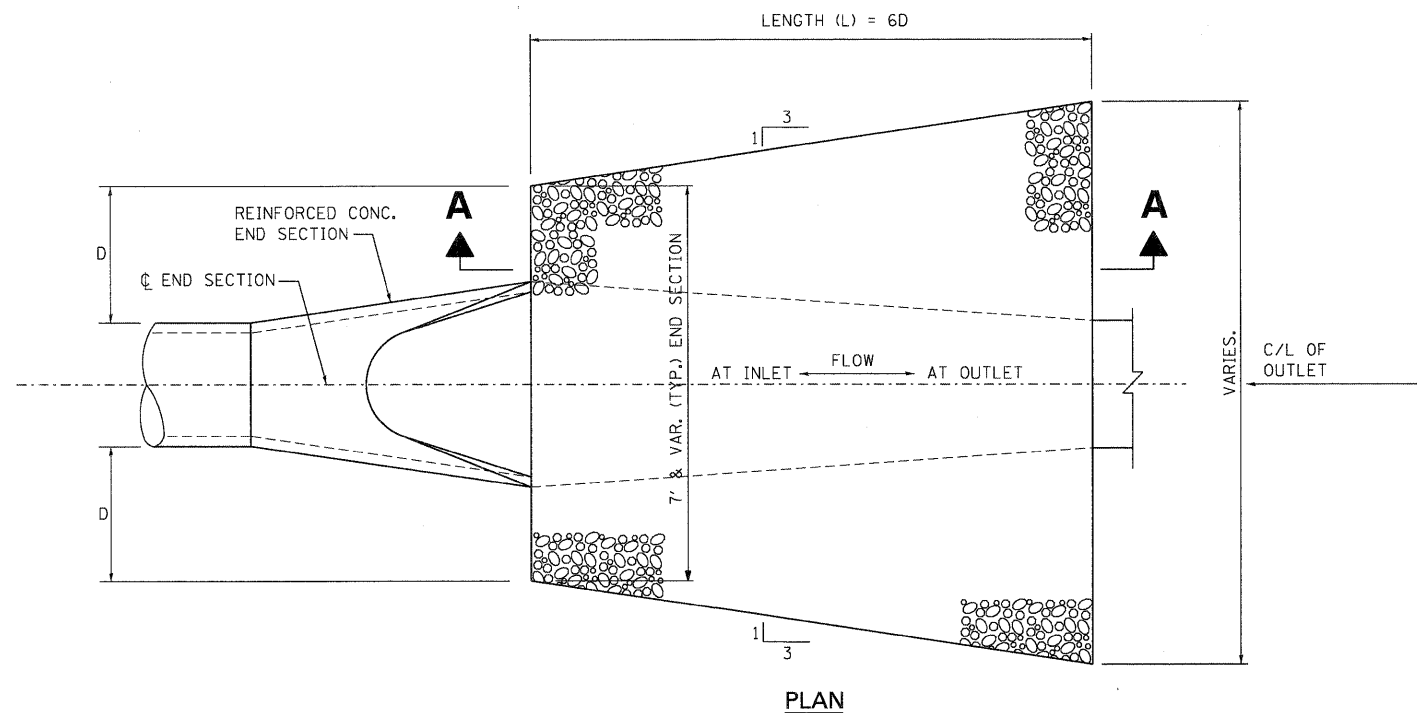 LENGTH (L) = 6D
3
1
A
A
REINFORCED CONC.
END SECTION
D
℄ END SECTION
7' & VAR. (TYP.) END SECTION
FLOW
AT INLET
AT OUTLET
VARIES.
C/L OF
OUTLET
D
1
3
PLAN